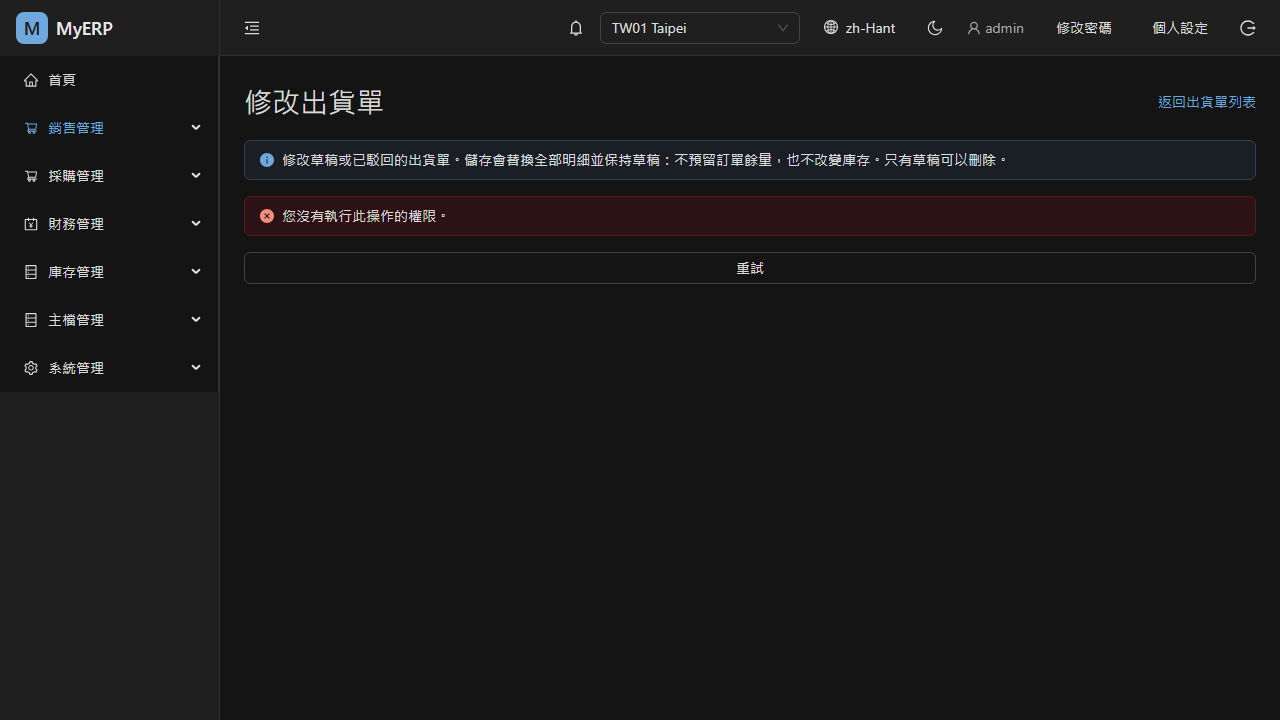 M MyERP
TW01 Taipei
zh-Hant
admin
修改密碼
個人設定
首頁
銷售管理
採購管理
財務管理
庫存管理
主檔管理
系統管理
修改出貨單
返回出貨單列表
修改草稿或已駁回的出貨單。儲存會替換全部明細並保持草稿：不預留訂單餘量，也不改變庫存。只有草稿可以刪除。
您沒有執行此操作的權限。
重試